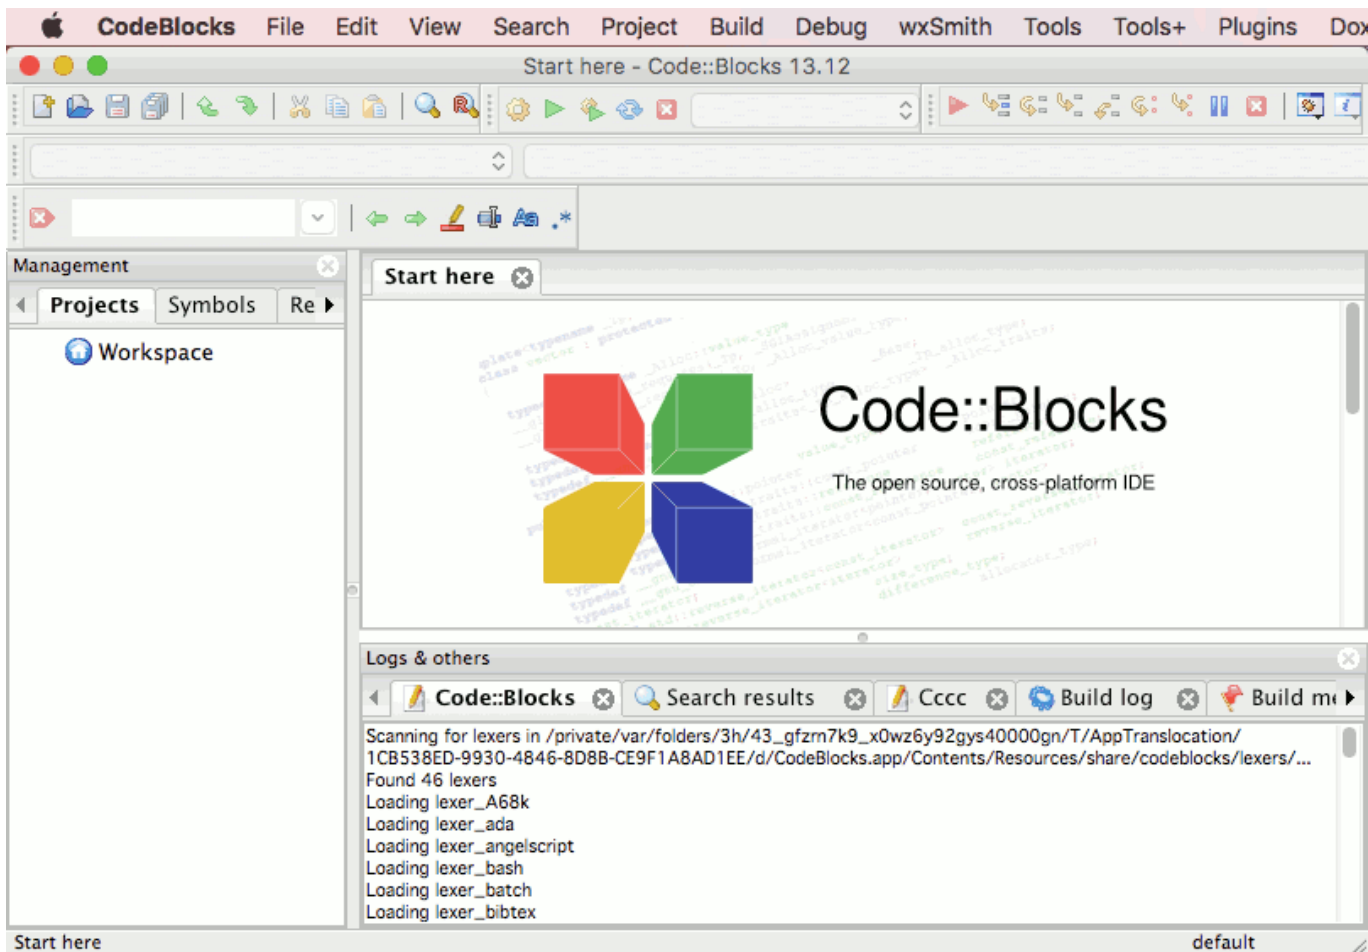 CodeBlocks File Edit View Search Project Build Debug wxSmith Tools Tools+ Plugins Dox
Start here - Code::Blocks 13.12
Management
Projects Symbols Re
Workspace
Start here
Code::Blocks
The open source, cross-platform IDE
Logs & others
Code::Blocks Search results Cccc Build log Build me
Scanning for lexers in /private/var/folders/3h/43_gfzrn7k9_x0wz6y92gys40000gn/T/AppTranslocation/
1CB538ED-9930-4846-8D8B-CE9F1A8AD1EE/d/CodeBlocks.app/Contents/Resources/share/codeblocks/lexers/...
Found 46 lexers
Loading lexer_A68k
Loading lexer_ada
Loading lexer_angelscript
Loading lexer_bash
Loading lexer_batch
Loading lexer_bibtex
Start here default